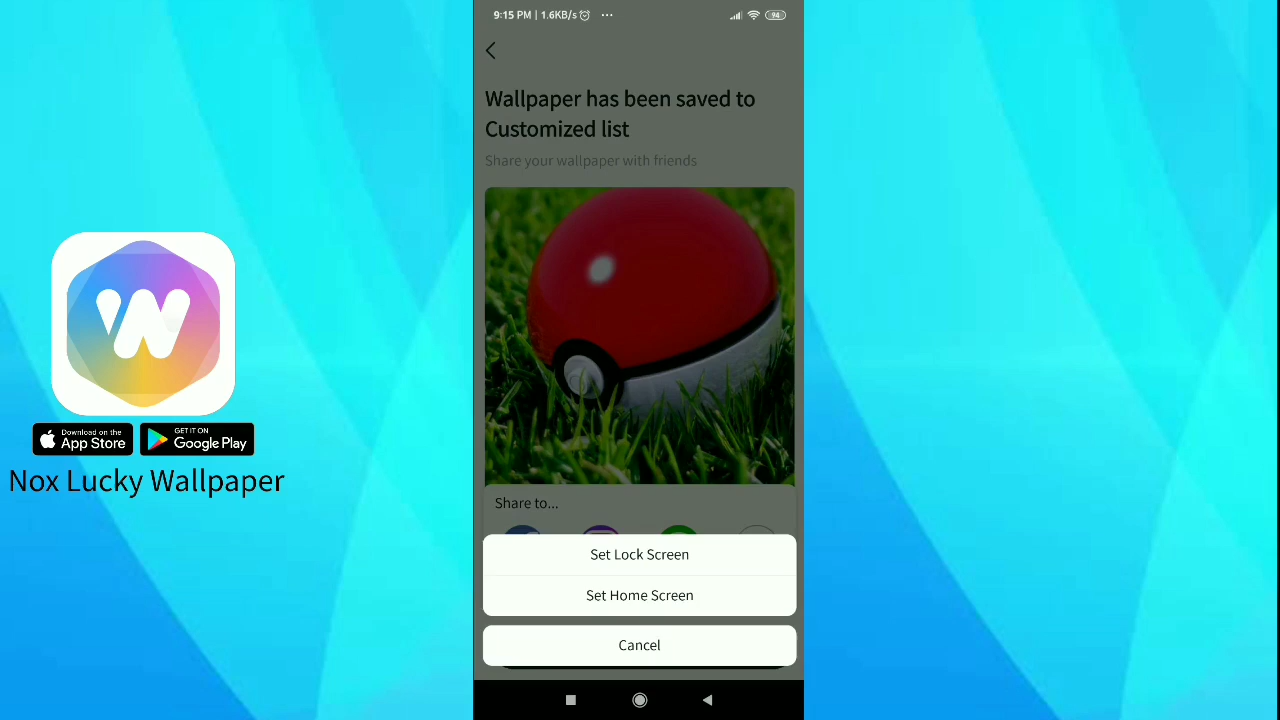 9:15 PM | 1.6KB/s
94
Wallpaper has been saved to
Customized list
Share your wallpaper with friends
W
Download on the
App Store
GET IT ON
Google Play
Nox Lucky Wallpaper
Share to...
Set Lock Screen
Set Home Screen
Cancel